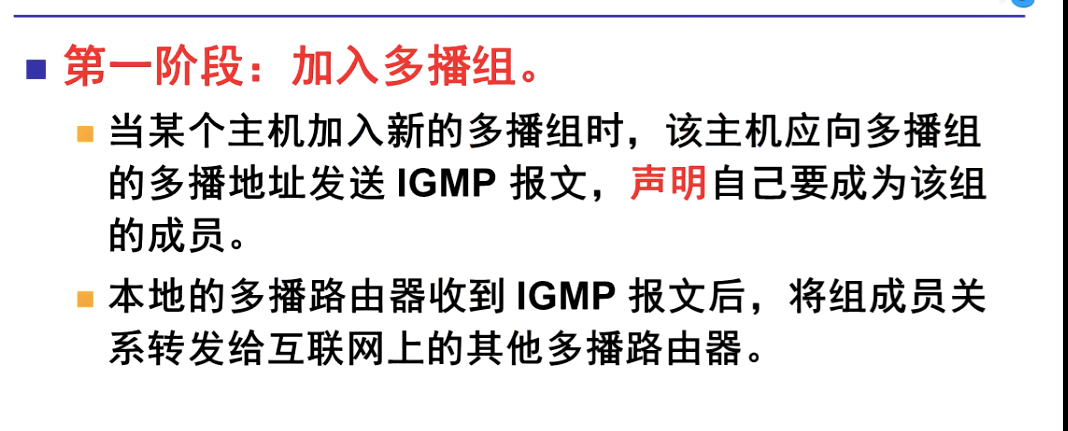 第一阶段：加入多播组。
当某个主机加入新的多播组时，该主机应向多播组
的多播地址发送 IGMP 报文，声明自己要成为该组
的成员。
本地的多播路由器收到 IGMP 报文后，将组成员关
系转发给互联网上的其他多播路由器。